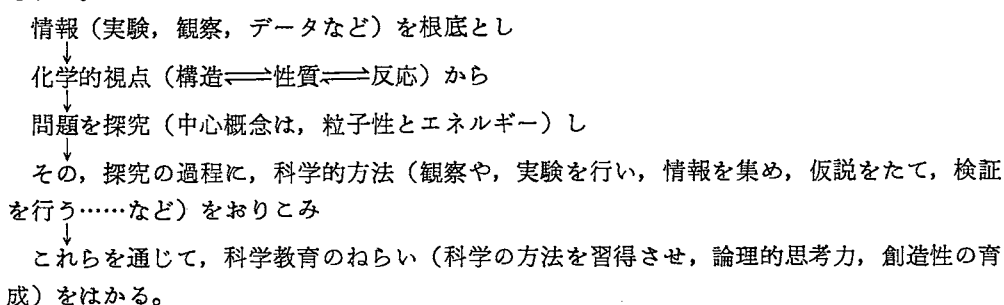 情報（実験，観察，データなど）を根底とし
↓
化学的視点（構造⇌性質⇌反応）から
↓
問題を探究（中心概念は，粒子性とエネルギー）し
↓
その，探究の過程に，科学的方法（観察や，実験を行い，情報を集め，仮説をたて，検証
を行う……など）をおりこみ
↓
これらを通じて，科学教育のねらい（科学の方法を習得させ，論理的思考力，創造性の育
成）をはかる。